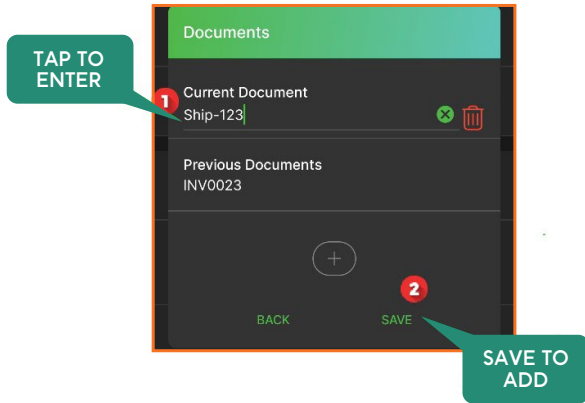 Documents
TAP TO
ENTER
Current Document
1
Ship-123
Previous Documents
INV0023
+
2
BACK
SAVE
SAVE TO
ADD